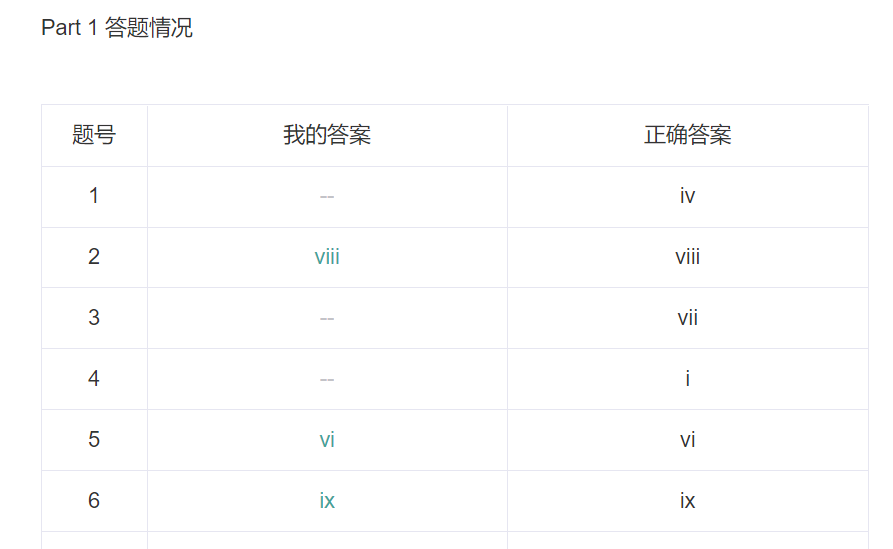 Part 1 答题情况
题号 我的答案 正确答案
1 -- iv
2 viii viii
3 -- vii
4 -- i
5 vi vi
6 ix ix